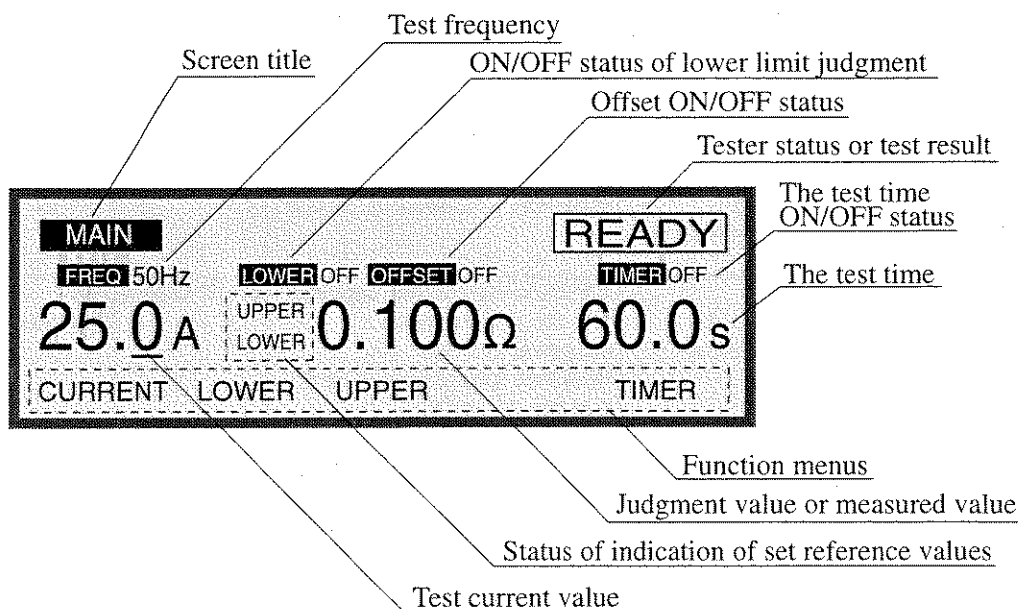 Test frequency
Screen title
ON/OFF status of lower limit judgment
Offset ON/OFF status
Tester status or test result
The test time
ON/OFF status
MAIN
READY
FREQ 50Hz LOWER OFF OFFSET OFF TIMER OFF
The test time
25.0 A UPPER LOWER 0.100Ω 60.0 s
CURRENT LOWER UPPER TIMER
Function menus
Judgment value or measured value
Status of indication of set reference values
Test current value